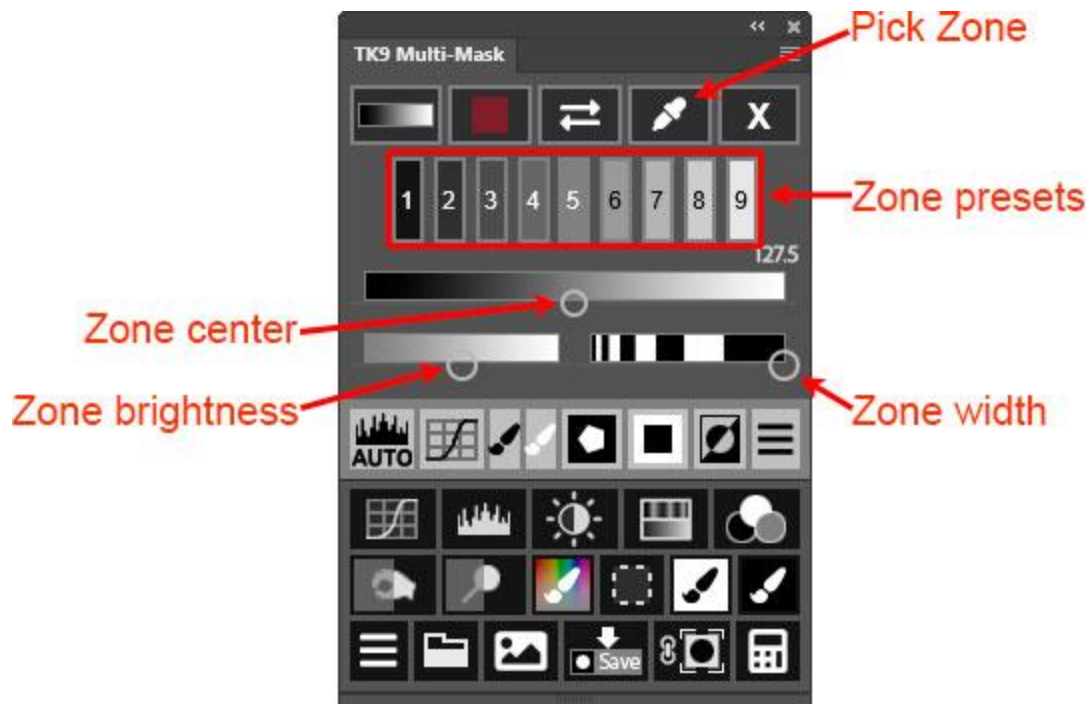 Pick Zone
TK9 Multi-Mask
X
1 2 3 4 5 6 7 8 9
Zone presets
127.5
Zone center
Zone brightness
Zone width
AUTO
Save